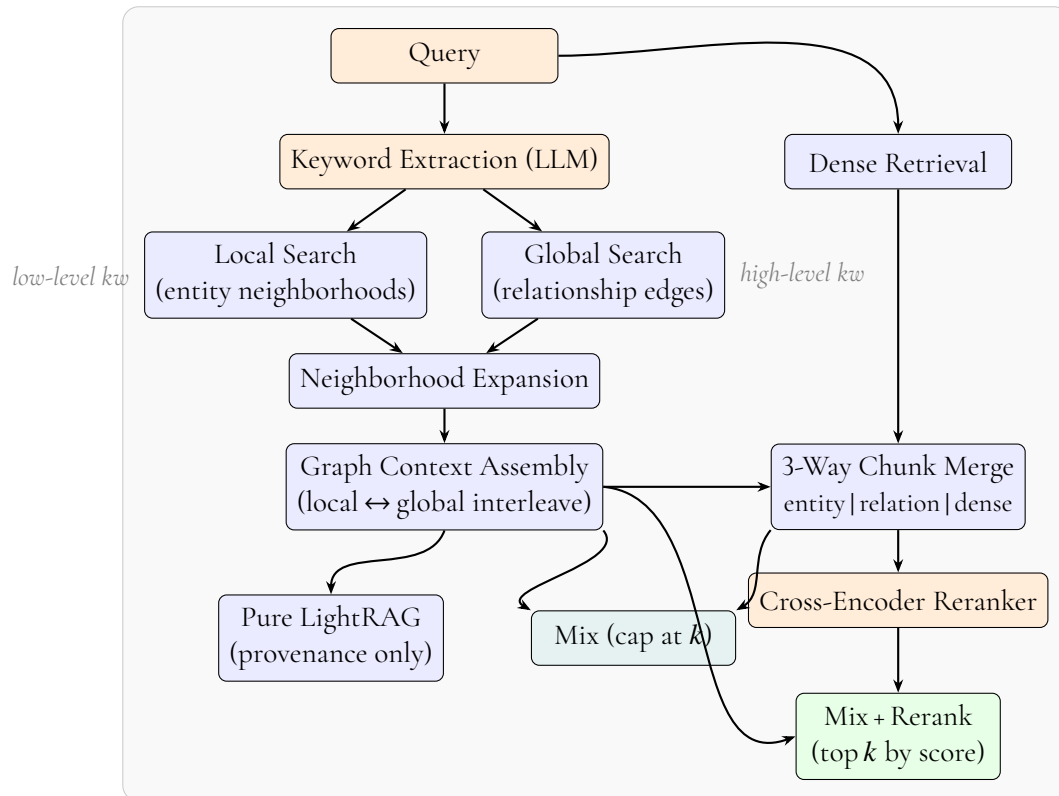 Query
Keyword Extraction (LLM)
Dense Retrieval
low-level kw
Local Search
(entity neighborhoods)
Global Search
(relationship edges)
high-level kw
Neighborhood Expansion
Graph Context Assembly
(local ↔ global interleave)
3-Way Chunk Merge
entity | relation | dense
Pure LightRAG
(provenance only)
Mix (cap at k)
Cross-Encoder Reranker
Mix + Rerank
(top k by score)